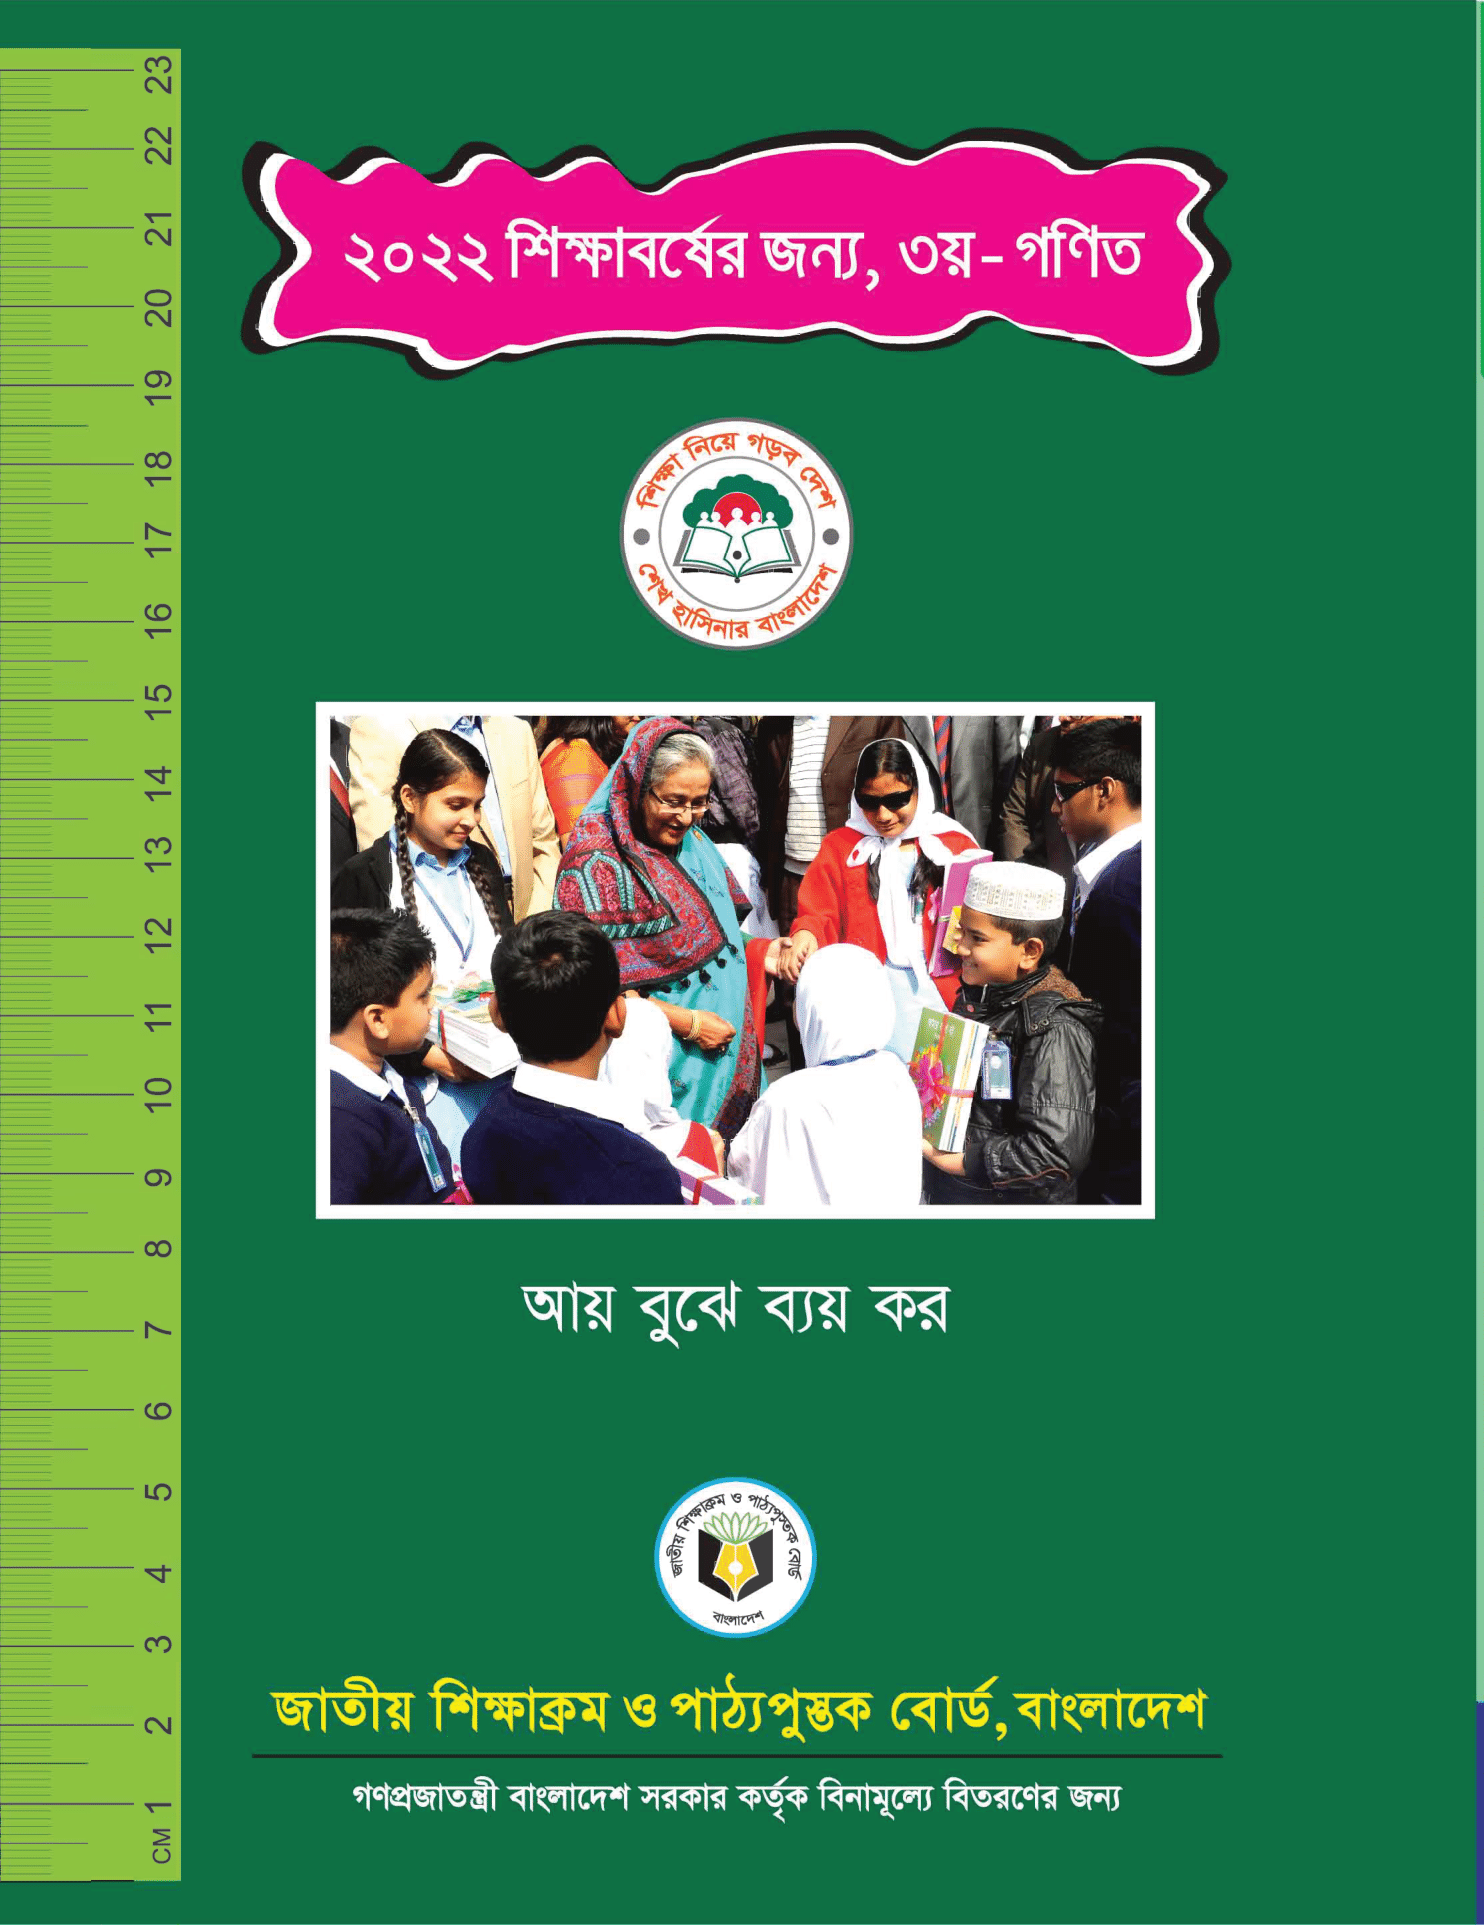 ২০২২ শিক্ষাবর্ষের জন্য, ৩য়-গণিত
শিক্ষা নিয়ে গড়ব দেশ
শেখ হাসিনার বাংলাদেশ
আয় বুঝে ব্যয় কর
জাতীয় শিক্ষাক্রম ও পাঠ্যপুস্তক বোর্ড
বাংলাদেশ
জাতীয় শিক্ষাক্রম ও পাঠ্যপুস্তক বোর্ড, বাংলাদেশ
গণপ্রজাতন্ত্রী বাংলাদেশ সরকার কর্তৃক বিনামূল্যে বিতরণের জন্য
23
22
21
20
19
18
17
16
15
14
13
12
11
10
9
8
7
6
5
4
3
2
1
CM